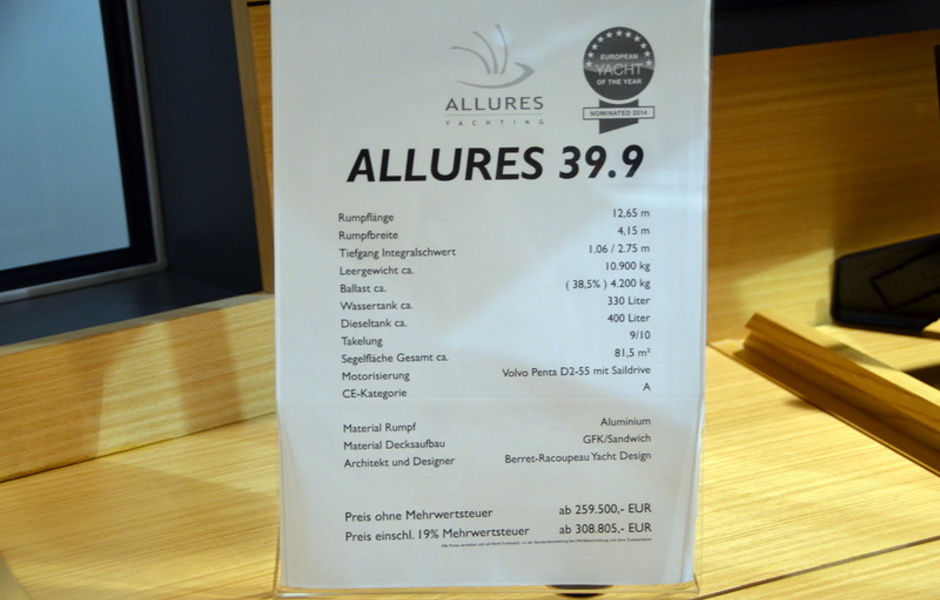 ALLURES
YACHTING
EUROPEAN
YACHT
OF THE YEAR
NOMINATED 2014
ALLURES 39.9
Rumpflänge 12,65 m
Rumpfbreite 4,15 m
Tiefgang Integralschwert 1.06 / 2.75 m
Leergewicht ca. 10.900 kg
Ballast ca. ( 38,5% ) 4.200 kg
Wassertank ca. 330 Liter
Dieseltank ca. 400 Liter
Takelung 9/10
Segelfläche Gesamt ca. 81,5 m²
Motorisierung Volvo Penta D2-55 mit Saildrive
CE-Kategorie A
Material Rumpf Aluminium
Material Decksaufbau GFK/Sandwich
Architekt und Designer Berret-Racoupeau Yacht Design
Preis ohne Mehrwertsteuer ab 259.500,- EUR
Preis einschl. 19% Mehrwertsteuer ab 308.805,- EUR